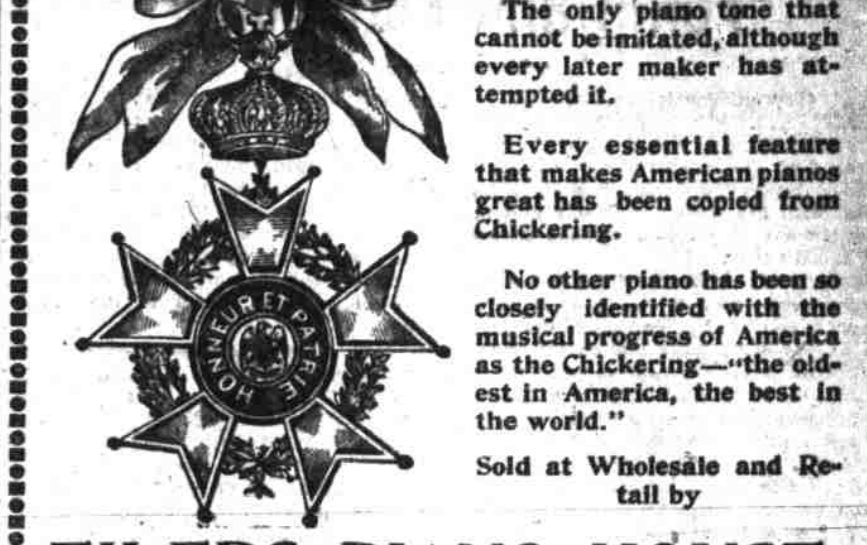 The only piano tone that
cannot be imitated, although
every later maker has at-
tempted it.
Every essential feature
that makes American pianos
great has been copied from
Chickering.
No other piano has been so
closely identified with the
musical progress of America
as the Chickering—"the old-
est in America, the best in
the world."
Sold at Wholesale and Re-
tail by
HONNEUR ET PATRIE
EILERS PIANO HOUSE